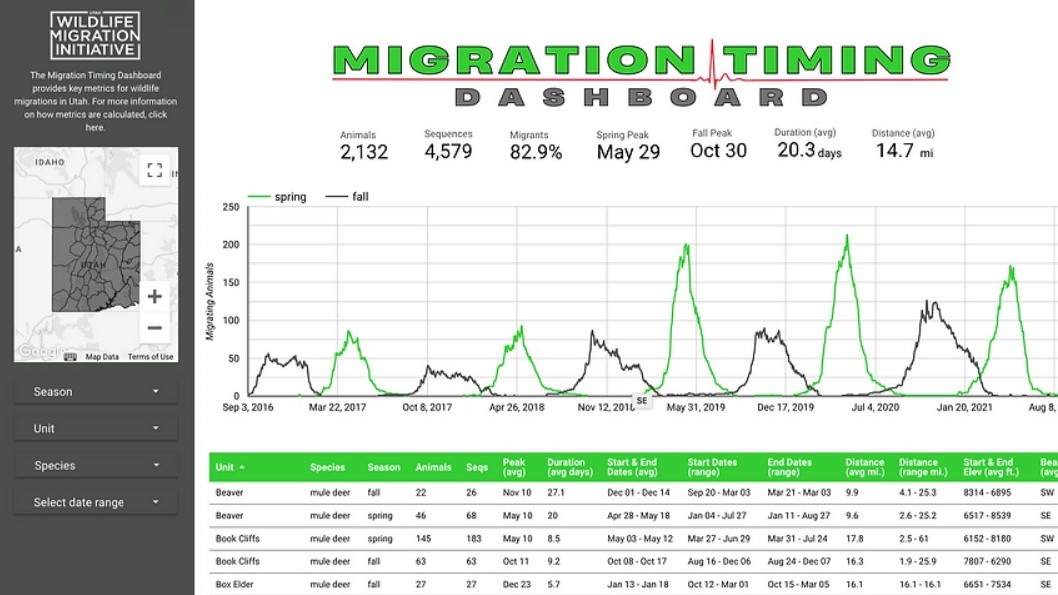 UTAH
WILDLIFE
MIGRATION
INITIATIVE
The Migration Timing Dashboard
provides key metrics for wildlife
migrations in Utah. For more information
on how metrics are calculated, click
here.
IDAHO
A
UTAH
Google
Map Data Terms of Use
Season
Unit
Species
Select date range
MIGRATION TIMING
DASHBOARD
Animals Sequences Migrants Spring Peak Fall Peak Duration (avg) Distance (avg)
2,132 4,579 82.9% May 29 Oct 30 20.3 days 14.7 mi
spring fall
Migrating Animals
250
200
150
100
50
0
Sep 3, 2016 Mar 22, 2017 Oct 8, 2017 Apr 26, 2018 Nov 12, 2018 SE May 31, 2019 Dec 17, 2019 Jul 4, 2020 Jan 20, 2021 Aug 8,
Unit Species Season Animals Seqs Peak (avg) Duration (avg days) Start & End Dates (avg) Start Dates (range) End Dates (range) Distance (avg mi.) Distance (range mi.) Start & End Elev (avg ft.) Bea (avg
Beaver mule deer fall 22 26 Nov 10 27.1 Dec 01 - Dec 14 Sep 20 - Mar 03 Mar 21 - Mar 03 9.9 4.1 - 25.3 8314 - 6895 SW
Beaver mule deer spring 46 68 May 10 20 Apr 28 - May 18 Jan 04 - Jul 27 Jan 11 - Aug 27 9.6 2.6 - 25.2 6517 - 8539 SE
Book Cliffs mule deer spring 145 183 May 10 8.5 May 03 - May 12 Mar 27 - Jun 29 Mar 31 - Jul 24 17.8 2.5 - 61 6152 - 8180 SW
Book Cliffs mule deer fall 63 63 Oct 11 9.2 Oct 08 - Oct 17 Aug 16 - Dec 06 Aug 24 - Dec 07 16.3 1.9 - 25.9 7807 - 6290 SE
Box Elder mule deer fall 27 27 Dec 23 5.7 Jan 13 - Jan 18 Oct 12 - Mar 01 Oct 15 - Mar 05 16.1 16.1 - 16.1 6651 - 7534 SE